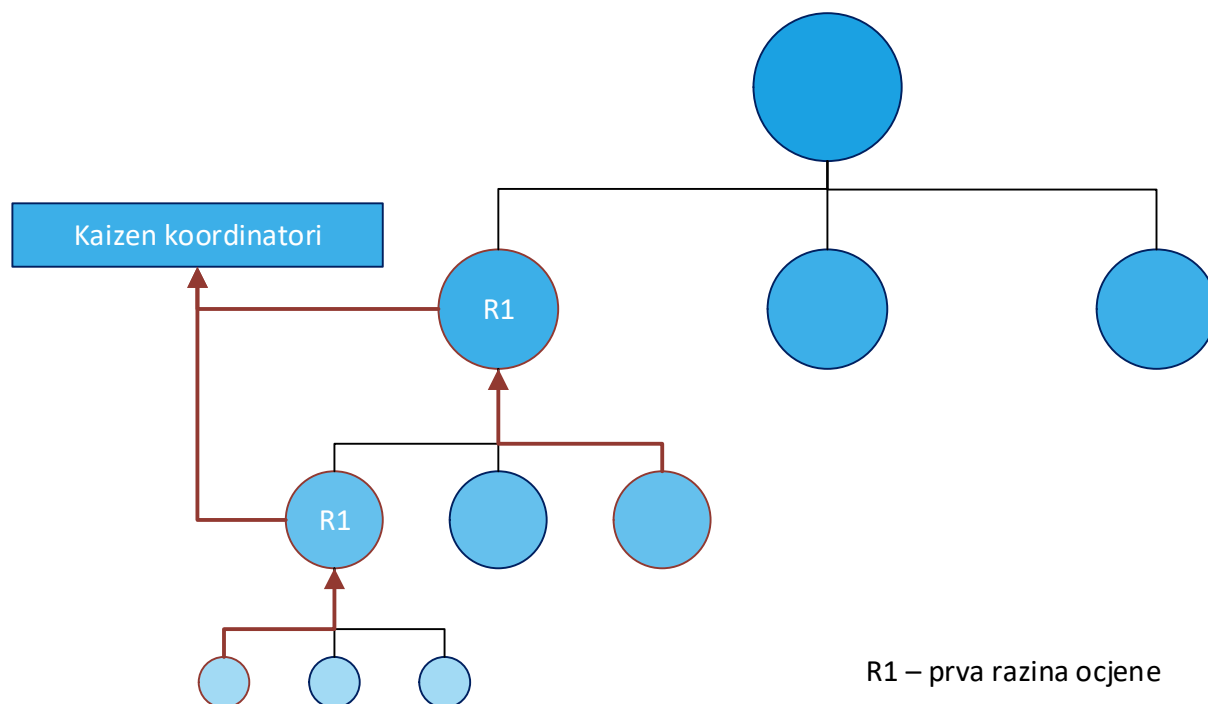 Kaizen koordinatori
R1
R1
R1 – prva razina ocjene